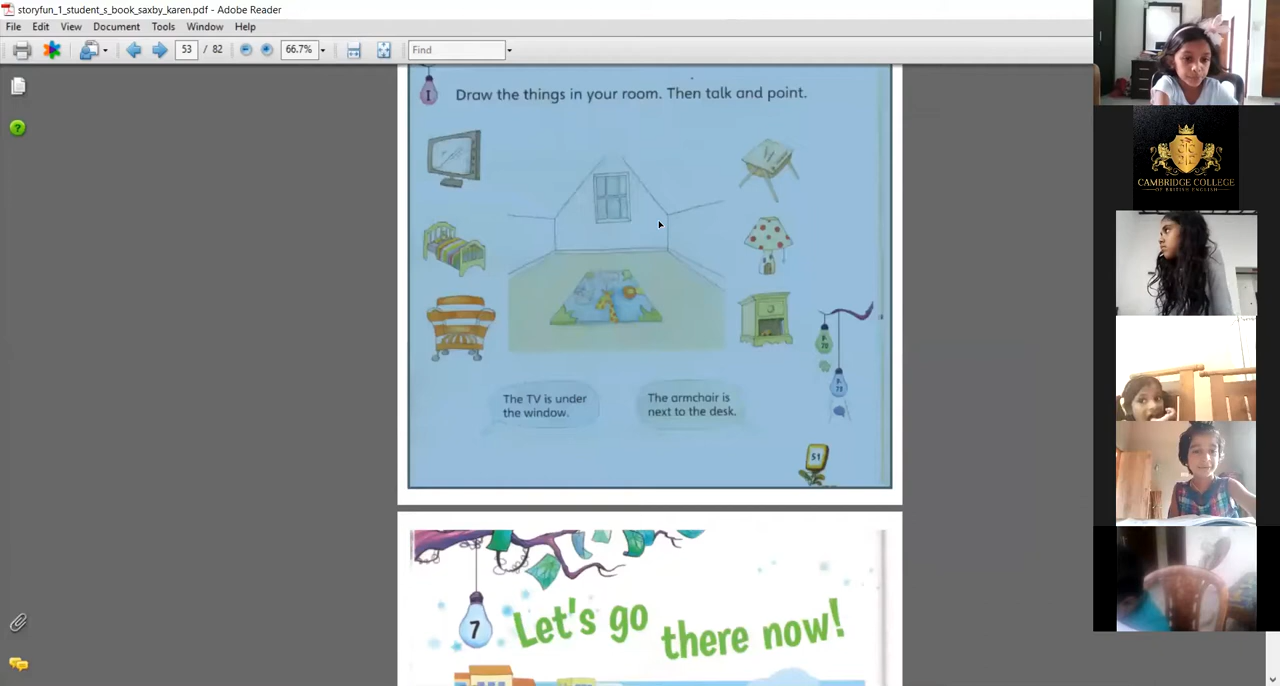 storyfun_1_student_s_book_saxby_karen.pdf - Adobe Reader
File Edit View Document Tools Window Help
53 / 82 66.7% Find
I Draw the things in your room. Then talk and point.
The TV is under
the window.
The armchair is
next to the desk.
51
7 Let's go there now!
CAMBRIDGE COLLEGE
OF BRITISH ENGLISH